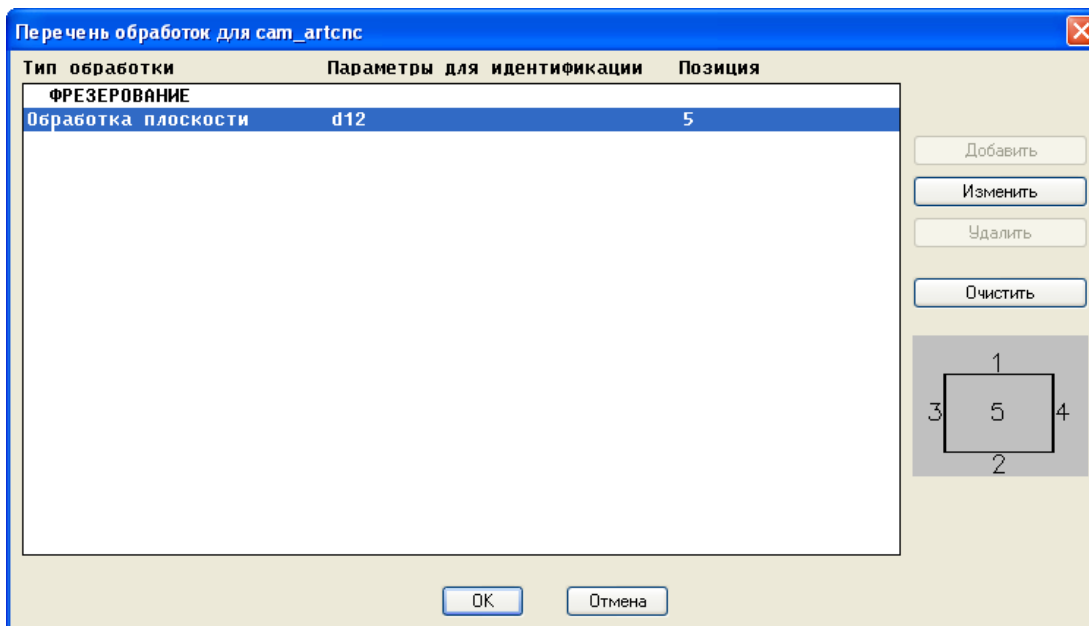 Перечень обработок для cam_artcnc
Тип обработки Параметры для идентификации Позиция
ФРЕЗЕРОВАНИЕ
Обработка плоскости d12 5
Добавить
Изменить
Удалить
Очистить
1
3 5 4
2
OK Отмена